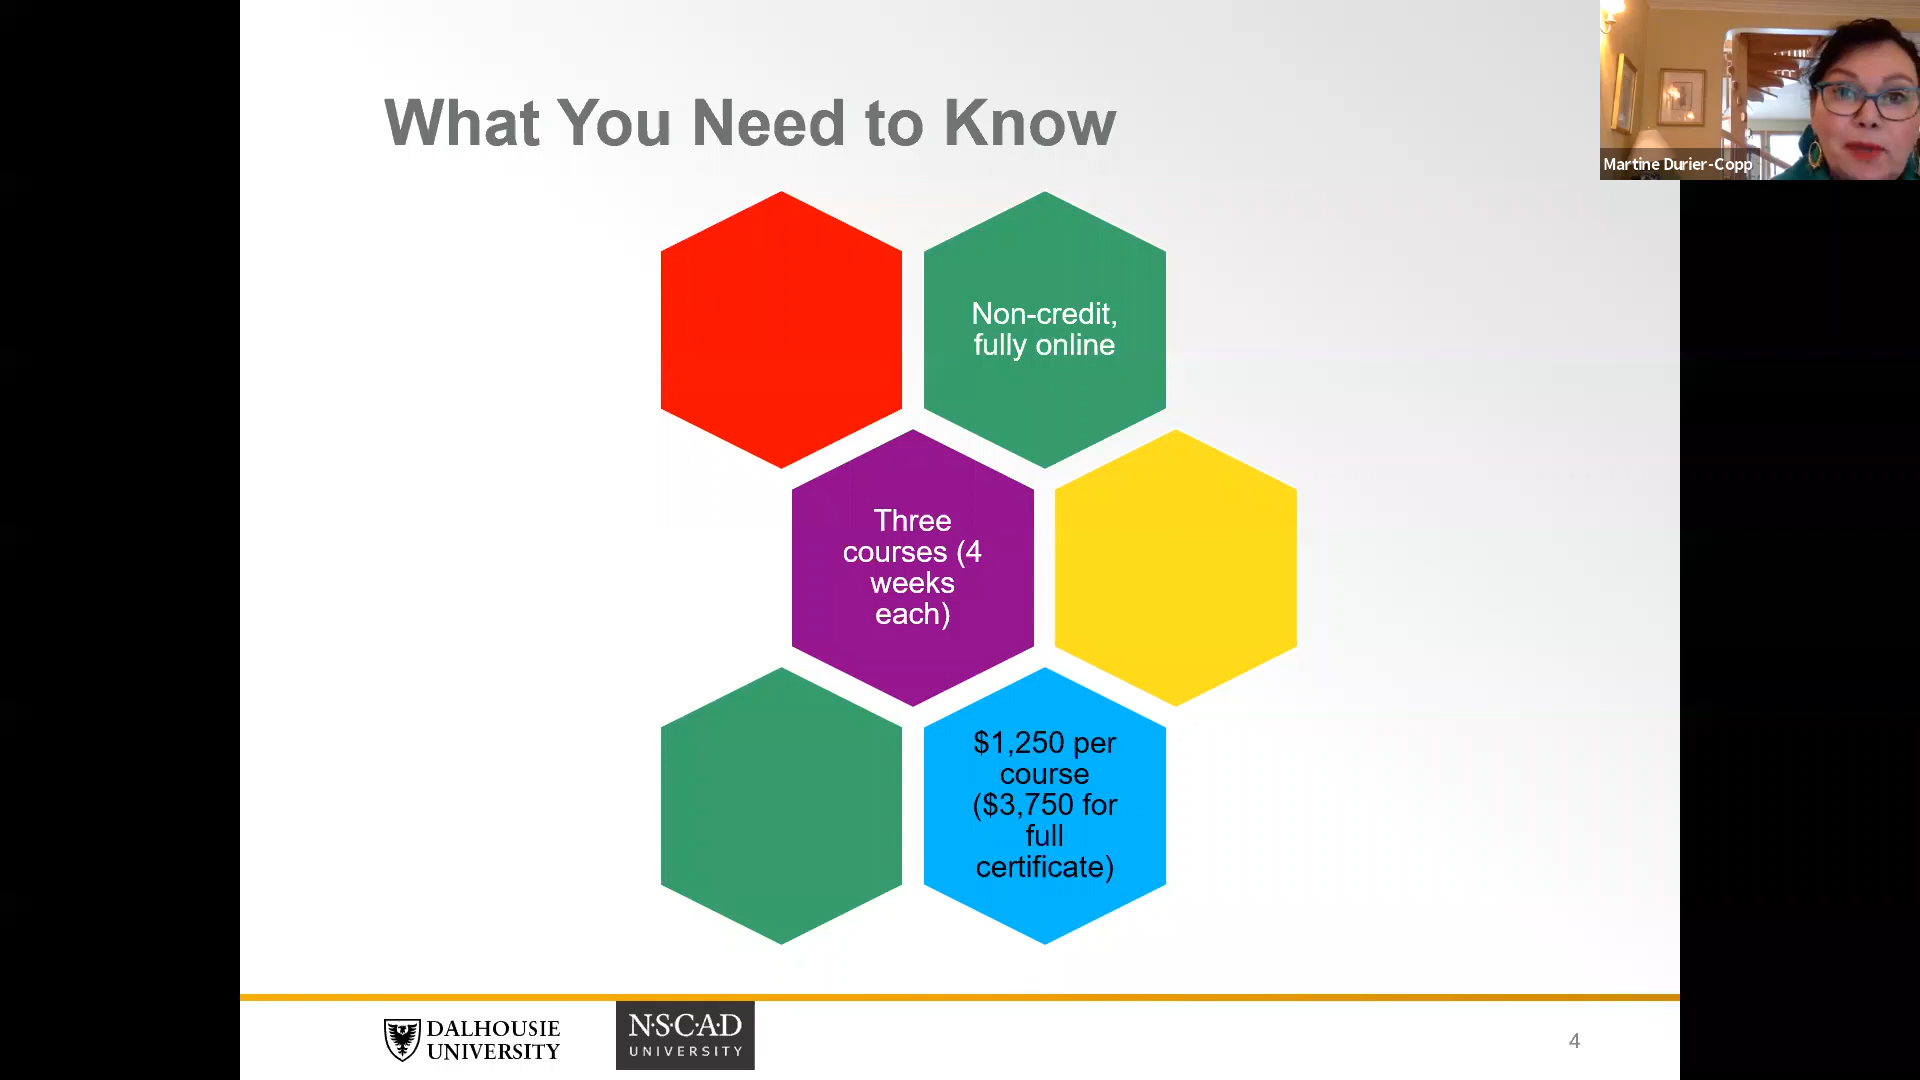 What You Need to Know
Martine Durier-Copp
Non-credit,
fully online
Three
courses (4
weeks
each)
$1,250 per
course
($3,750 for
full
certificate)
DALHOUSIE
UNIVERSITY
N·S·C·A·D
UNIVERSITY
4